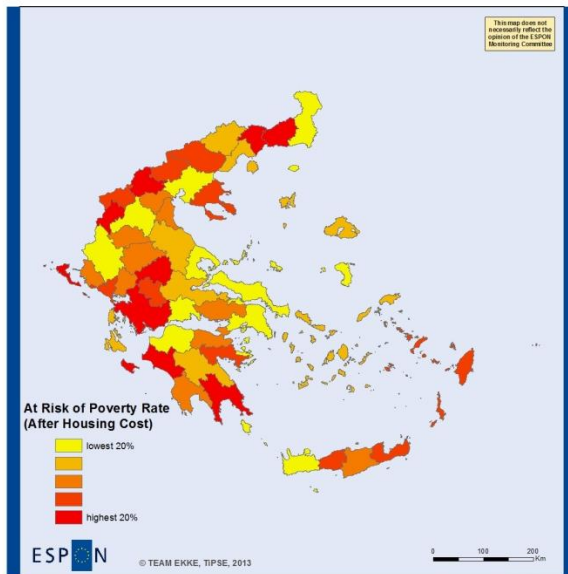 This map does not
necessarily reflect the
opinion of the ESPON
Monitoring Committee
At Risk of Poverty Rate
(After Housing Cost)
lowest 20%
highest 20%
ESPON
© TEAM EKKE, TiPSE, 2013
0 100 200
Km